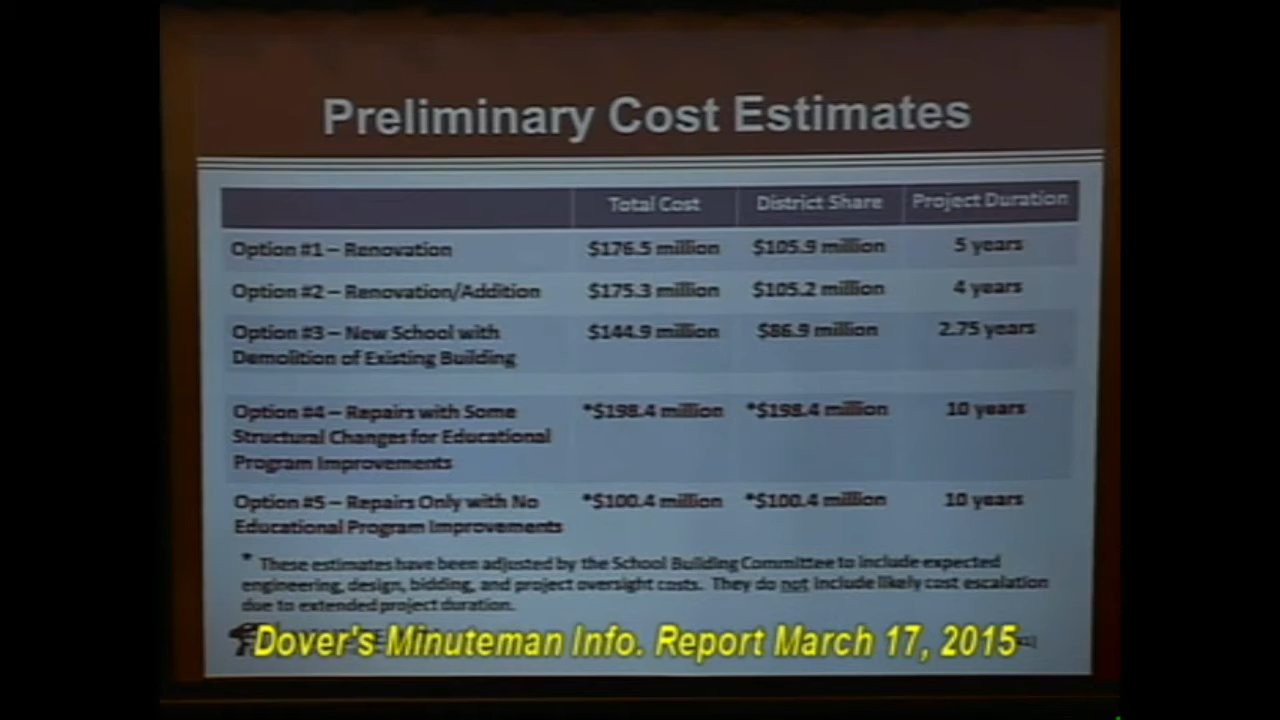 Preliminary Cost Estimates
Total Cost District Share Project Duration
Option #1 – Renovation $176.5 million $105.9 million 5 years
Option #2 – Renovation/Addition $175.3 million $105.2 million 4 years
Option #3 – New School with $144.9 million $86.9 million 2.75 years
Demolition of Existing Building
Option #4 – Repairs with Some *$198.4 million *$198.4 million 10 years
Structural Changes for Educational
Program Improvements
Option #5 – Repairs Only with No *$100.4 million *$100.4 million 10 years
Educational Program Improvements
* These estimates have been adjusted by the School Building Committee to include expected
engineering, design, bidding, and project oversight costs. They do not include likely cost escalation
due to extended project duration.
Dover's Minuteman Info. Report March 17, 2015